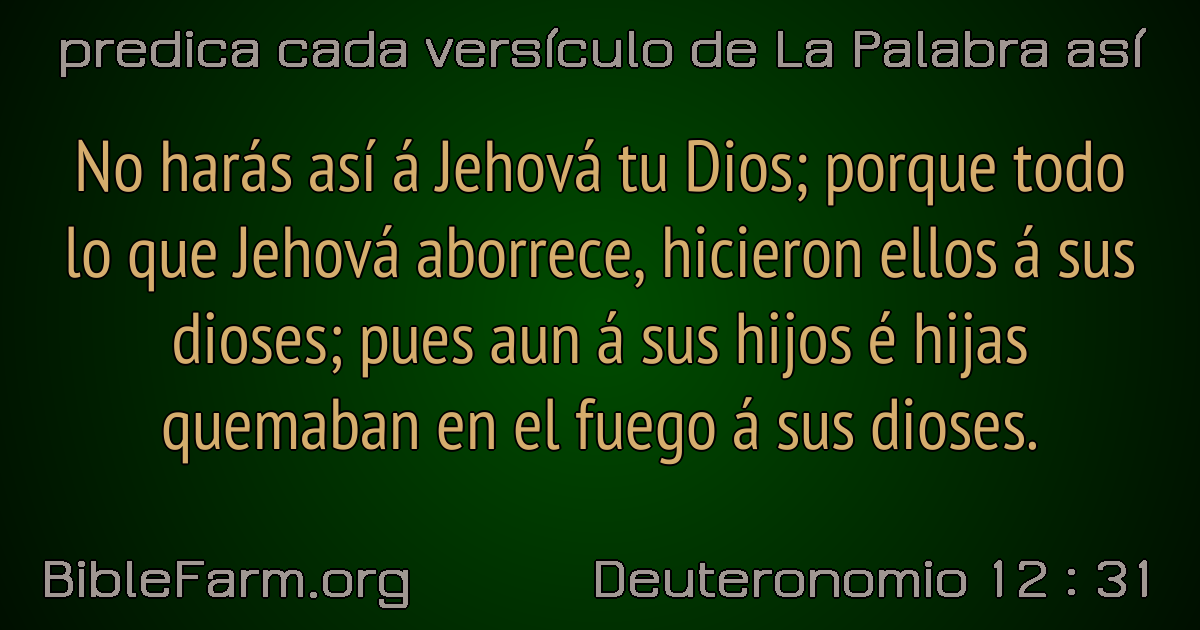 predica cada versículo de La Palabra así
No harás así á Jehová tu Dios; porque todo
lo que Jehová aborrece, hicieron ellos á sus
dioses; pues aun á sus hijos é hijas
quemaban en el fuego á sus dioses.
BibleFarm.org
Deuteronomio 12 : 31